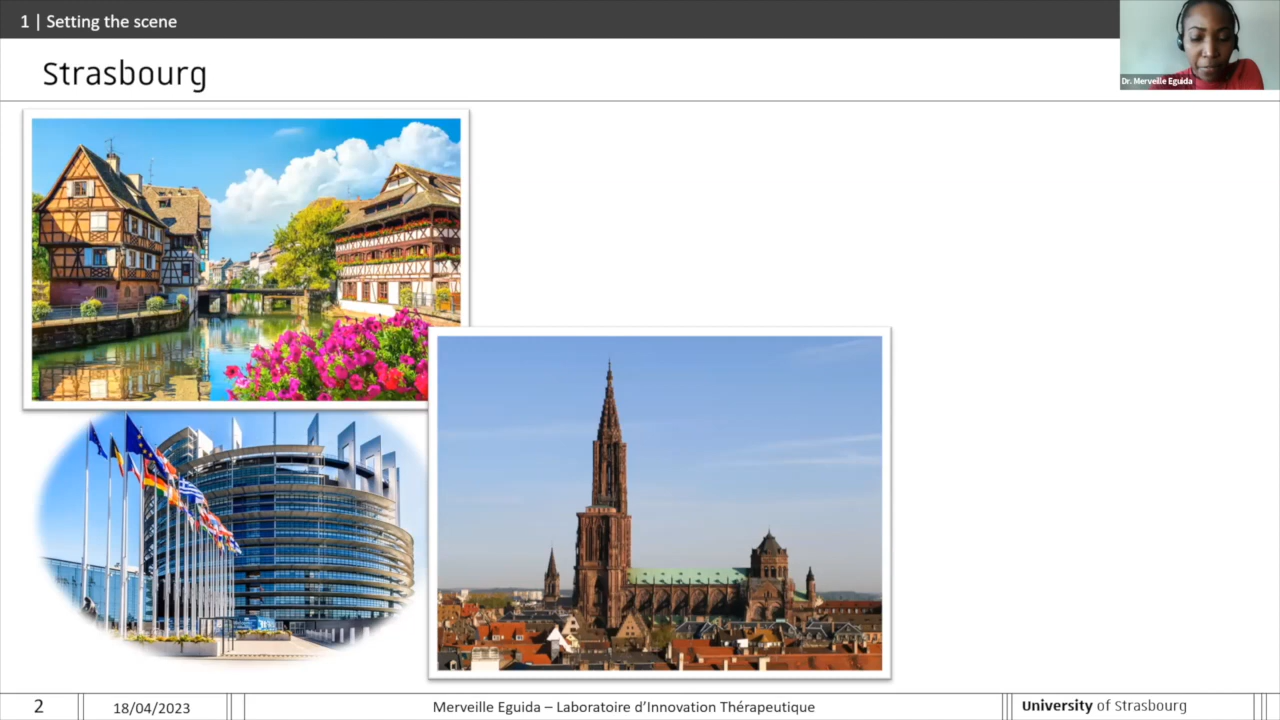 1 | Setting the scene
Strasbourg
Dr. Merveille Eguida
2
18/04/2023
Merveille Eguida – Laboratoire d’Innovation Thérapeutique
University of Strasbourg